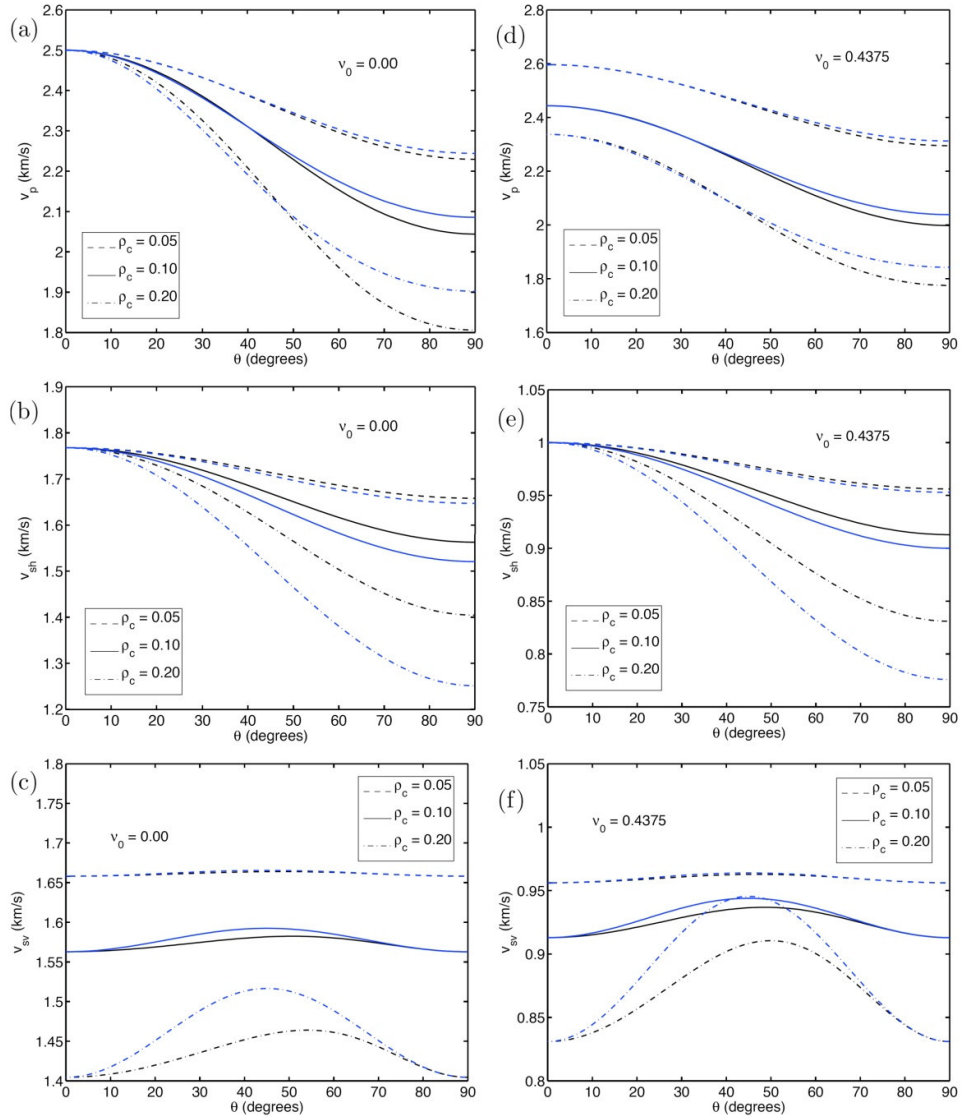 (a)
2.6
2.5
2.4
2.3
2.2
2.1
2
1.9
1.8
v_p (km/s)
ν_0 = 0.00
ρ_c = 0.05
ρ_c = 0.10
ρ_c = 0.20
0 10 20 30 40 50 60 70 80 90
θ (degrees)
(d)
2.8
2.6
2.4
2.2
2
1.8
1.6
v_p (km/s)
ν_0 = 0.4375
ρ_c = 0.05
ρ_c = 0.10
ρ_c = 0.20
0 10 20 30 40 50 60 70 80 90
θ (degrees)
(b)
1.9
1.8
1.7
1.6
1.5
1.4
1.3
1.2
v_sh (km/s)
ν_0 = 0.00
ρ_c = 0.05
ρ_c = 0.10
ρ_c = 0.20
0 10 20 30 40 50 60 70 80 90
θ (degrees)
(e)
1.05
1
0.95
0.9
0.85
0.8
0.75
v_sh (km/s)
ν_0 = 0.4375
ρ_c = 0.05
ρ_c = 0.10
ρ_c = 0.20
0 10 20 30 40 50 60 70 80 90
θ (degrees)
(c)
1.8
1.75
1.7
1.65
1.6
1.55
1.5
1.45
1.4
v_sv (km/s)
ν_0 = 0.00
ρ_c = 0.05
ρ_c = 0.10
ρ_c = 0.20
0 10 20 30 40 50 60 70 80 90
θ (degrees)
(f)
1.05
1
0.95
0.9
0.85
0.8
v_sv (km/s)
ν_0 = 0.4375
ρ_c = 0.05
ρ_c = 0.10
ρ_c = 0.20
0 10 20 30 40 50 60 70 80 90
θ (degrees)